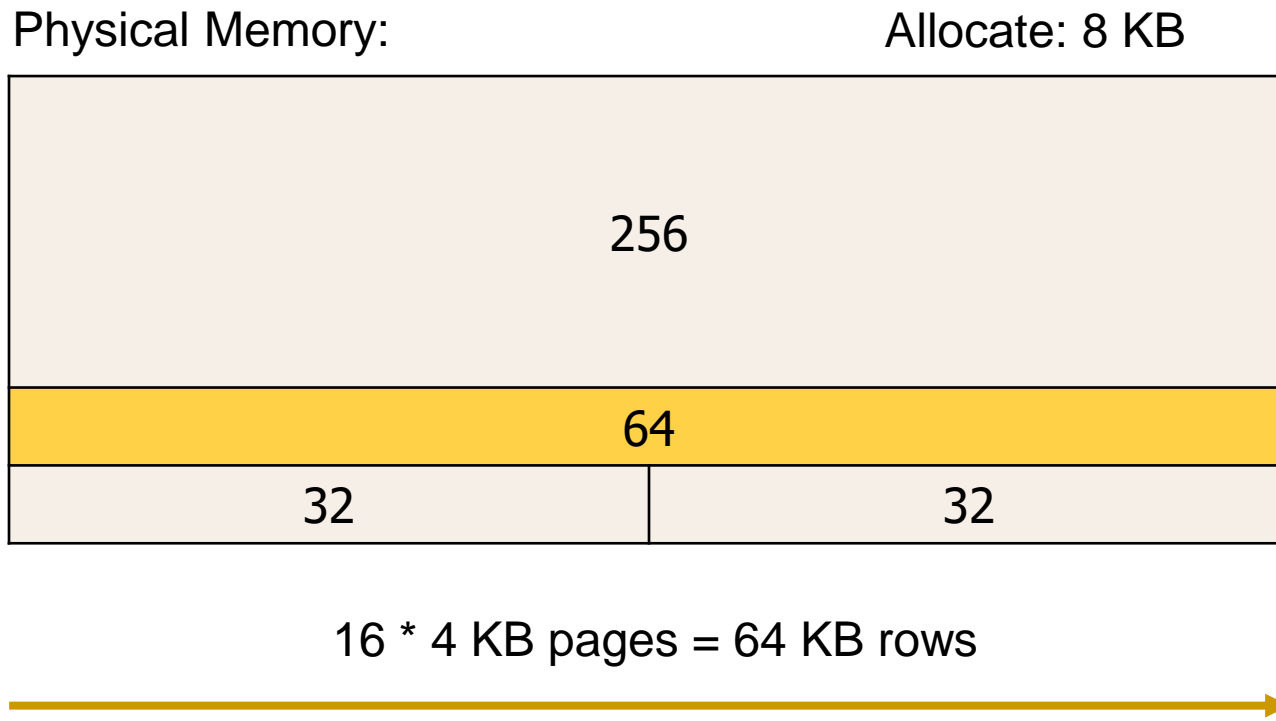 Physical Memory:
Allocate: 8 KB
256
64
32
32
16 * 4 KB pages = 64 KB rows